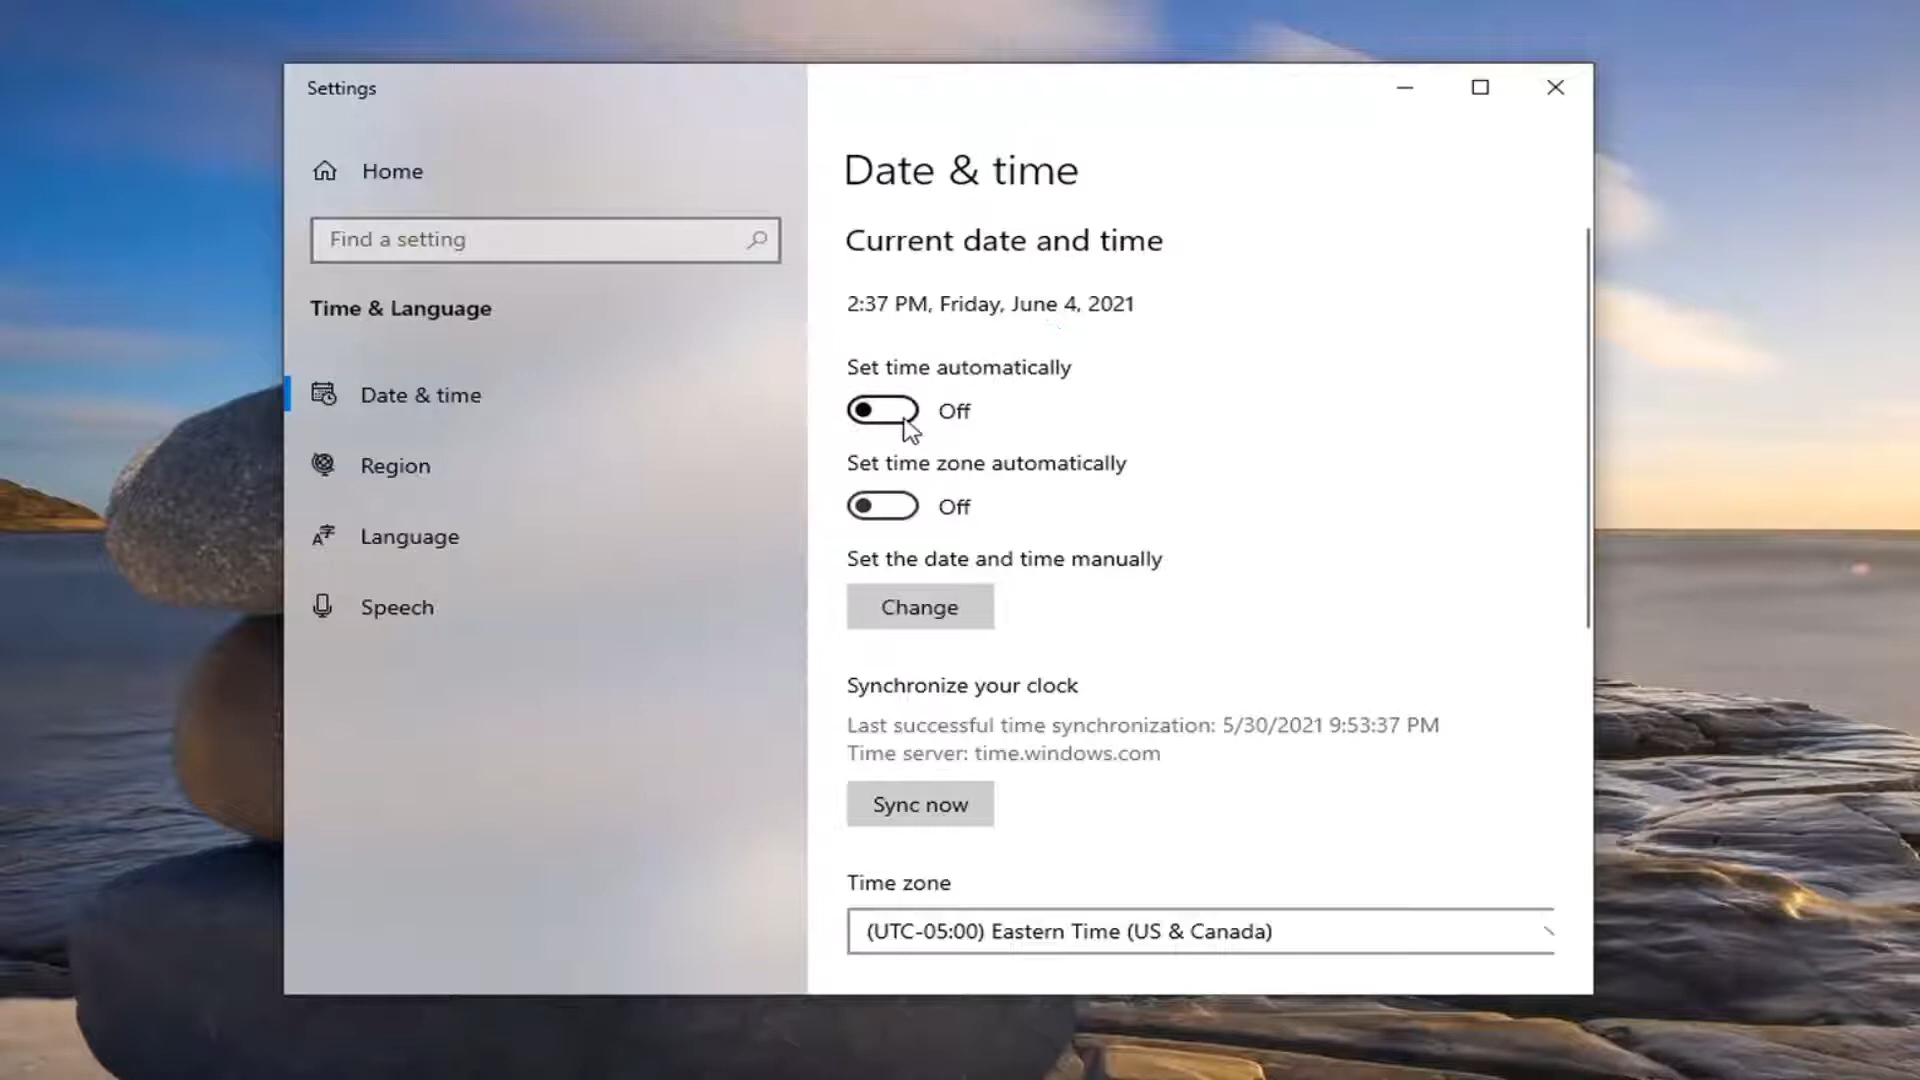 Settings
Home
Find a setting
Time & Language
Date & time
Region
Language
Speech
Date & time
Current date and time
2:37 PM, Friday, June 4, 2021
Set time automatically
Off
Set time zone automatically
Off
Set the date and time manually
Change
Synchronize your clock
Last successful time synchronization: 5/30/2021 9:53:37 PM
Time server: time.windows.com
Sync now
Time zone
(UTC-05:00) Eastern Time (US & Canada)